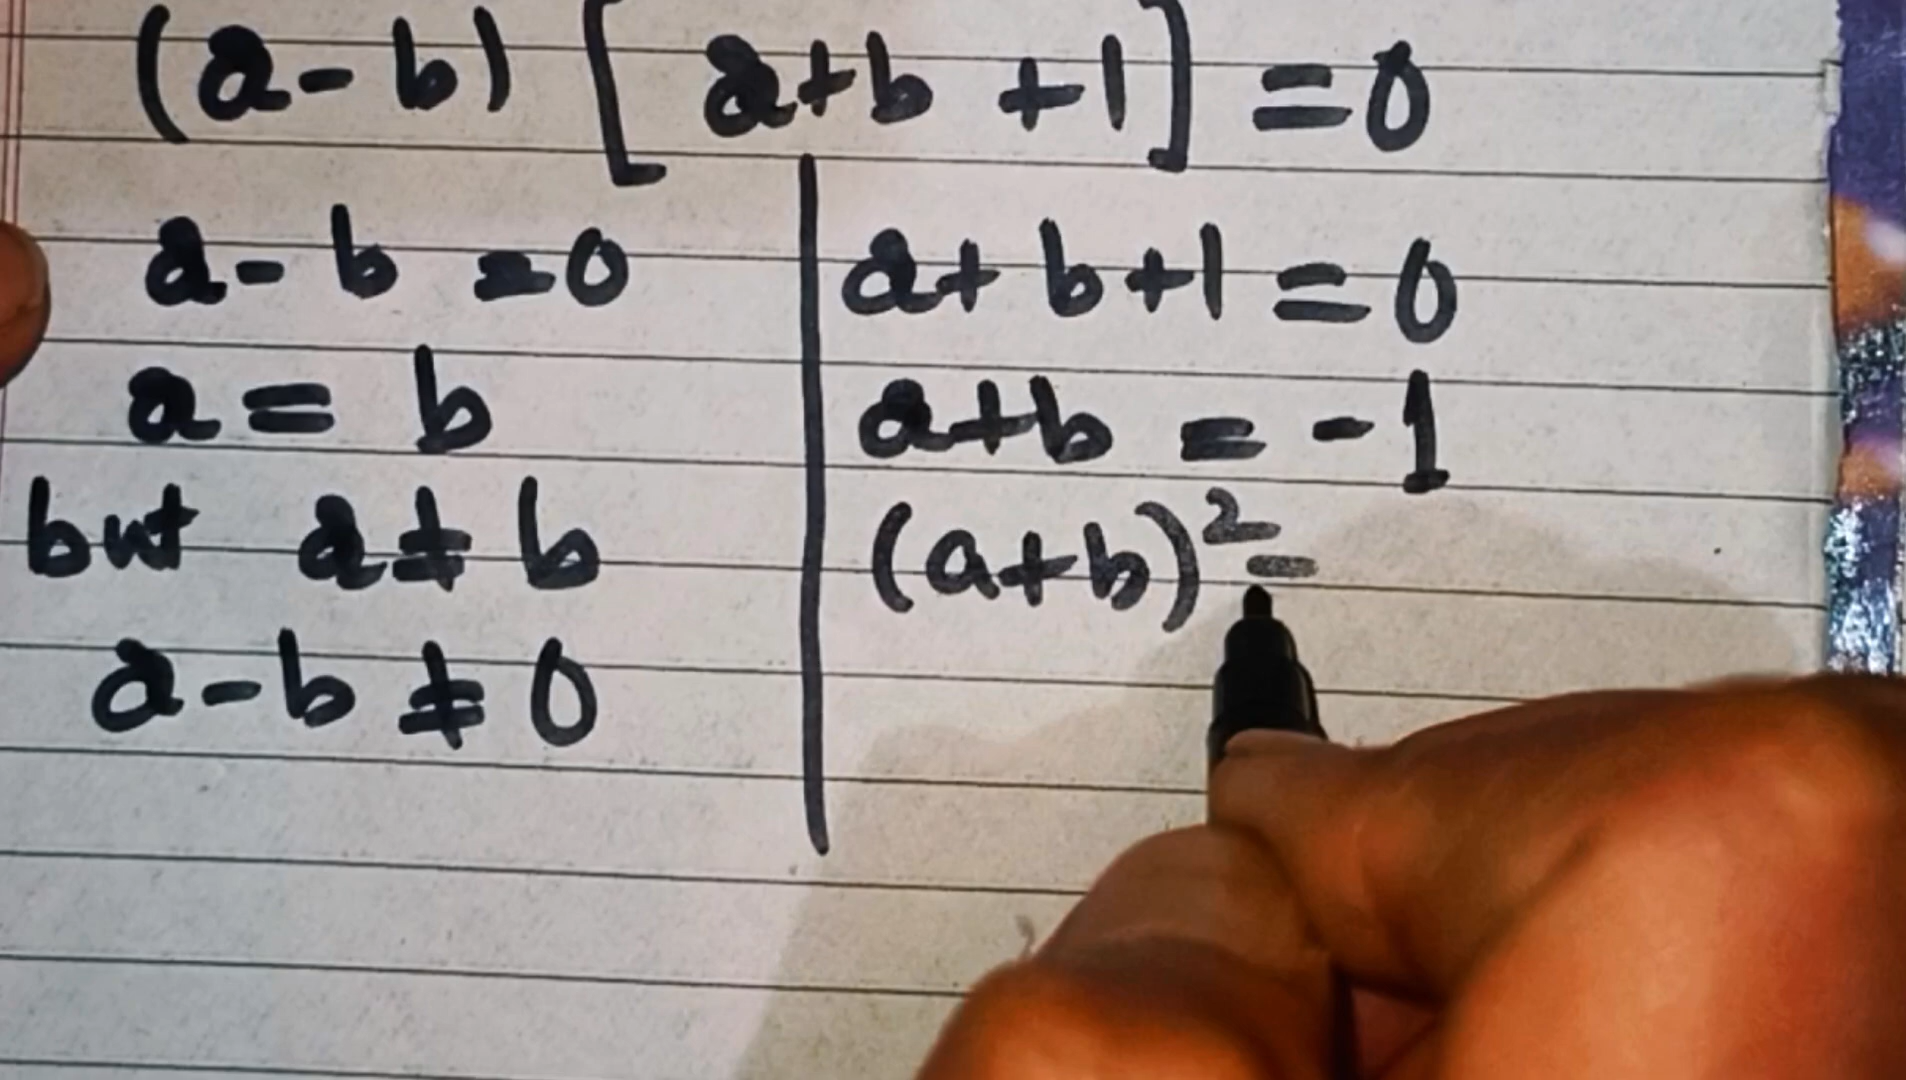 (a-b) [a+b+1] =0
a-b =0
a= b
but a≠b
a-b≠0
a+b+1=0
a+b = -1
(a+b)²=